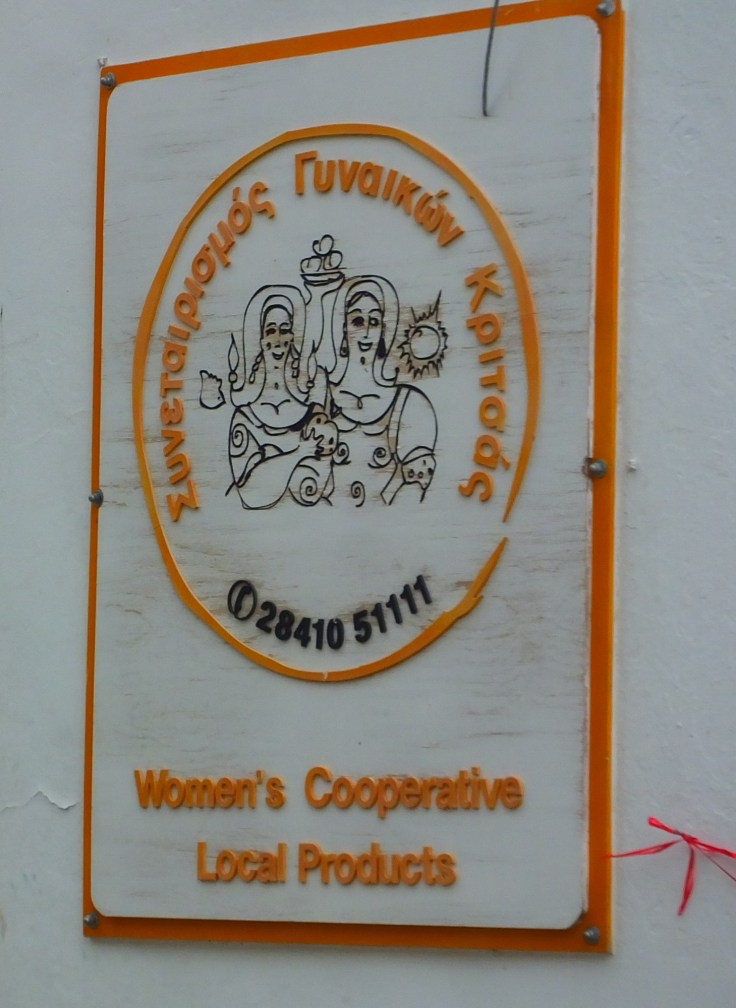 Συνεταιρισμός Γυναικών Κριτσάς
✆ 28410 51111
Women's Cooperative
Local Products